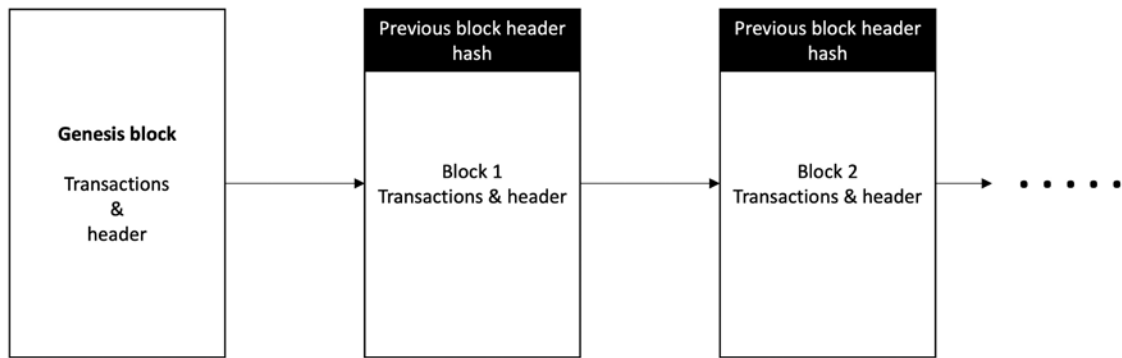 Genesis block
Transactions
&
header
Previous block header
hash
Block 1
Transactions & header
Previous block header
hash
Block 2
Transactions & header